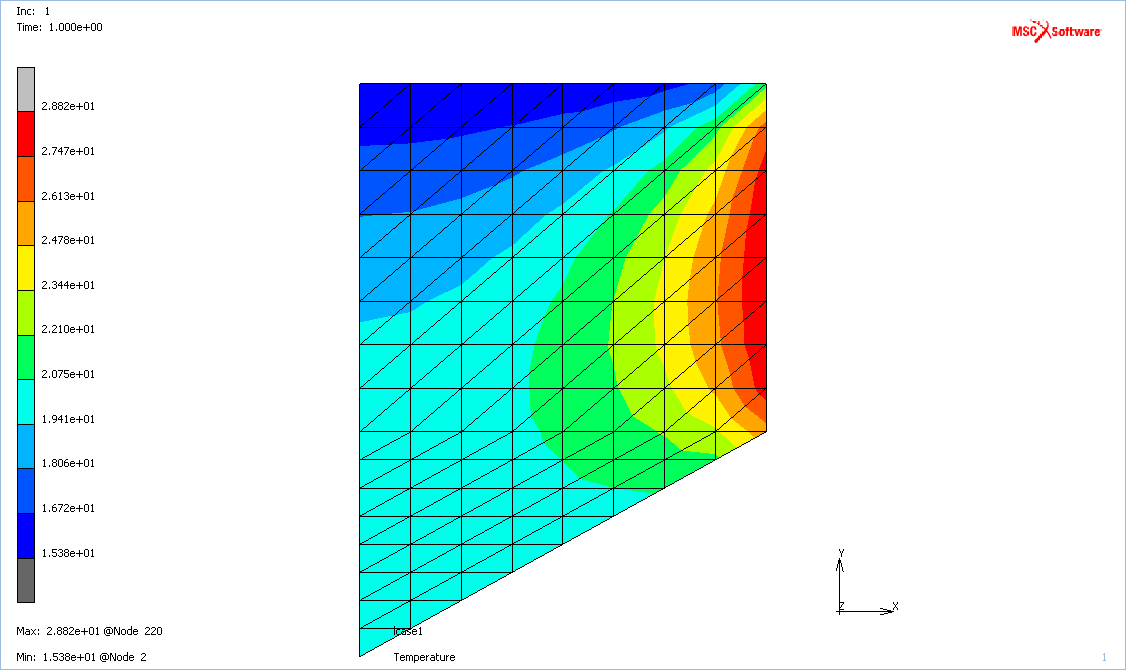 Inc: 1
Time: 1.000e+00
MSC Software
2.882e+01
2.747e+01
2.613e+01
2.478e+01
2.344e+01
2.210e+01
2.075e+01
1.941e+01
1.806e+01
1.672e+01
1.538e+01
Y
Z X
Max: 2.882e+01 @Node 220
lcase1
Min: 1.538e+01 @Node 2
Temperature
1